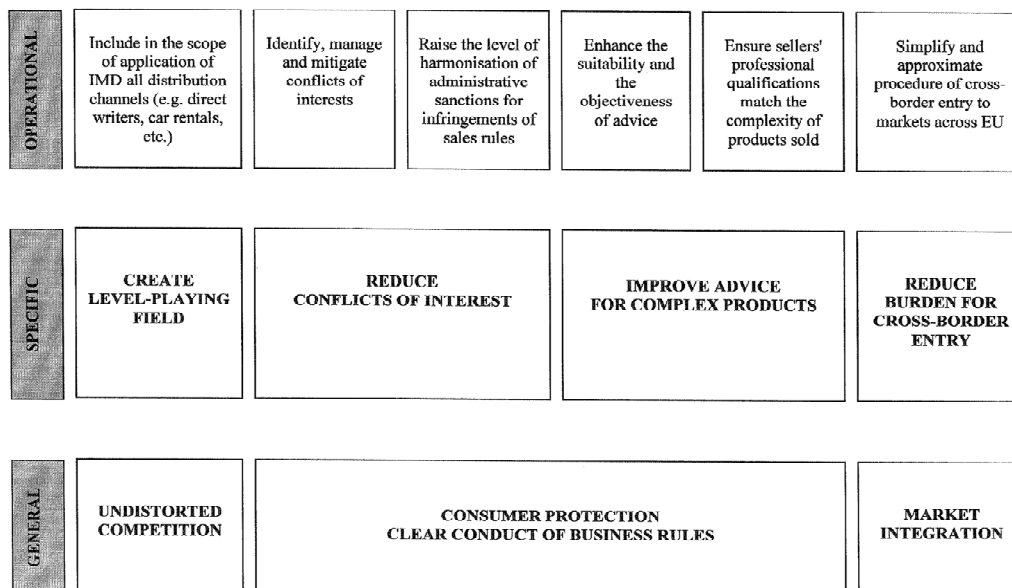 OPERATIONAL
Include in the scope
of application of
IMD all distribution
channels (e.g. direct
writers, car rentals,
etc.)
Identify, manage
and mitigate
conflicts of
interests
Raise the level of
harmonisation of
administrative
sanctions for
infringements of
sales rules
Enhance the
suitability and
the
objectiveness
of advice
Ensure sellers'
professional
qualifications
match the
complexity of
products sold
Simplify and
approximate
procedure of cross-
border entry to
markets across EU
SPECIFIC
CREATE
LEVEL-PLAYING
FIELD
REDUCE
CONFLICTS OF INTEREST
IMPROVE ADVICE
FOR COMPLEX PRODUCTS
REDUCE
BURDEN FOR
CROSS-BORDER
ENTRY
GENERAL
UNDISTORTED
COMPETITION
CONSUMER PROTECTION
CLEAR CONDUCT OF BUSINESS RULES
MARKET
INTEGRATION